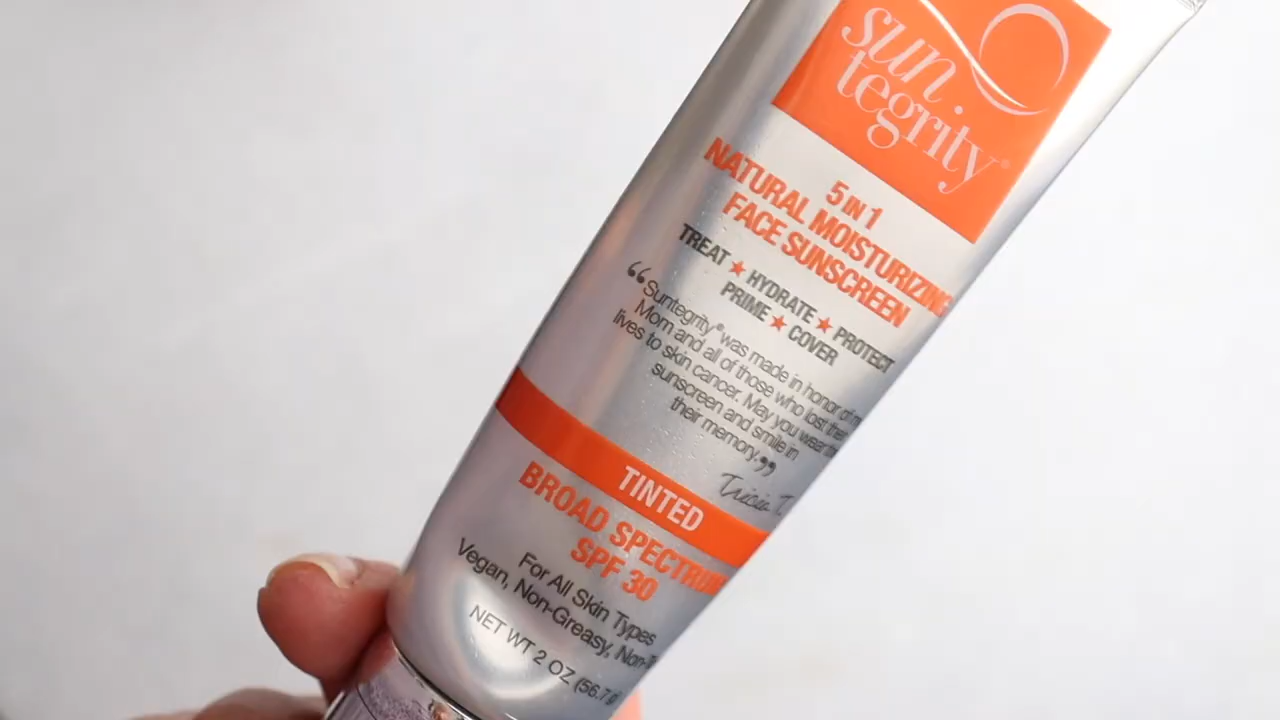 sun
tegrity®
5 IN 1
NATURAL MOISTURIZING
FACE SUNSCREEN
TREAT ★ HYDRATE ★ PROTECT
PRIME ★ COVER
“Suntegrity® was made in honor of
Mom and all of those who lost their
lives to skin cancer. May you wear
sunscreen and smile in
their memory.”
Tricia T.
TINTED
BROAD SPECTRUM
SPF 30
For All Skin Types
Vegan, Non-Greasy,
NET WT 2 OZ (56.7